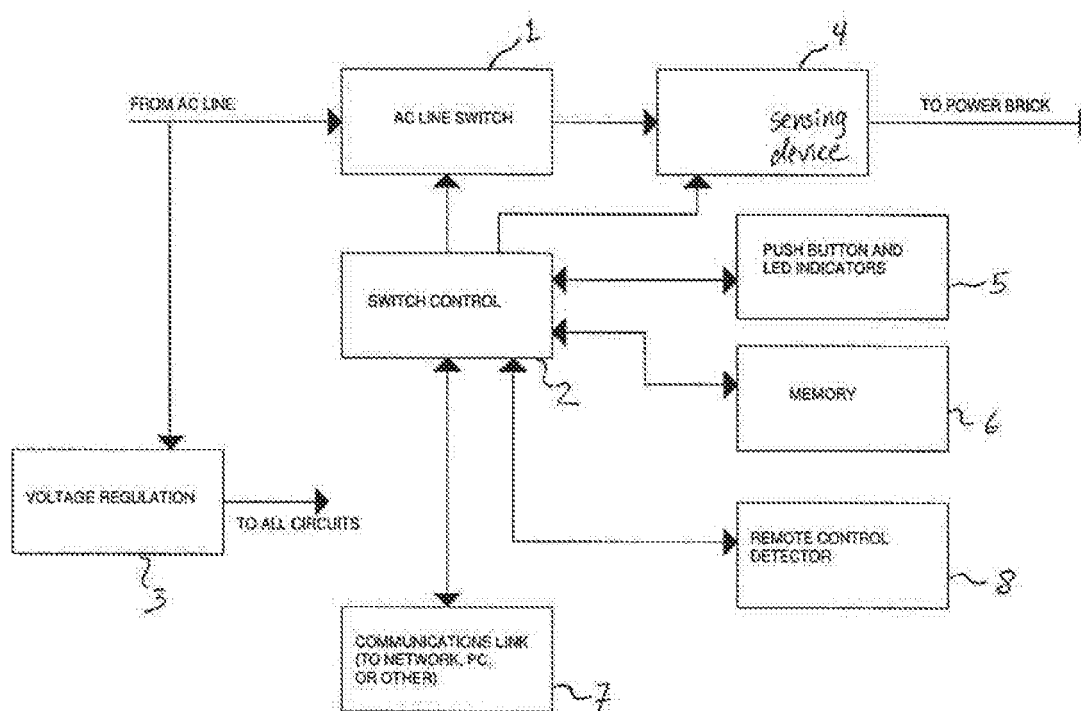 1
4
FROM AC LINE
AC LINE SWITCH
sensing
device
TO POWER BRICK
PUSH BUTTON AND
LED INDICATORS
5
SWITCH CONTROL
2
MEMORY
6
VOLTAGE REGULATION
TO ALL CIRCUITS
3
REMOTE CONTROL
DETECTOR
8
COMMUNICATIONS LINK
(TO NETWORK, PC,
OR OTHER)
7